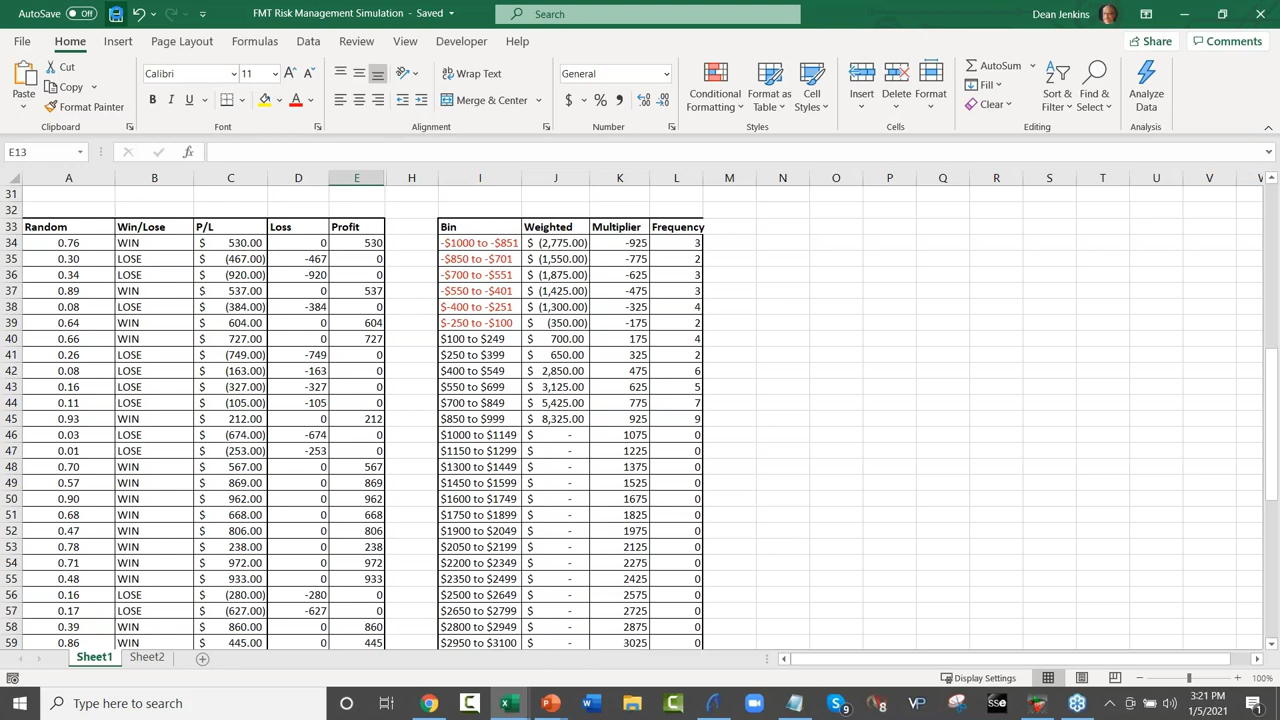 AutoSave Off FMT Risk Management Simulation - Saved Search Dean Jenkins
File Home Insert Page Layout Formulas Data Review View Developer Help Share Comments
Paste Cut Copy Format Painter
Calibri 11 A A
B I U A
Wrap Text
Merge & Center
General
$ %
Conditional Formatting Format as Table Cell Styles
Insert Delete Format
AutoSum Fill Clear
Sort & Filter Find & Select
Analyze Data
Clipboard Font Alignment Number Styles Cells Editing Analysis
E13 fx
A B C D E H I J K L M N O P Q R S T U V
31
32
33 Random Win/Lose P/L Loss Profit Bin Weighted Multiplier Frequency
34 0.76 WIN $ 530.00 0 530 -$1000 to -$851 $ (2,775.00) -925 3
35 0.30 LOSE $ (467.00) -467 0 -$850 to -$701 $ (1,550.00) -775 2
36 0.34 LOSE $ (920.00) -920 0 -$700 to -$551 $ (1,875.00) -625 3
37 0.89 WIN $ 537.00 0 537 -$550 to -$401 $ (1,425.00) -475 3
38 0.08 LOSE $ (384.00) -384 0 $-400 to -$251 $ (1,300.00) -325 4
39 0.64 WIN $ 604.00 0 604 $-250 to -$100 $ (350.00) -175 2
40 0.66 WIN $ 727.00 0 727 $100 to $249 $ 700.00 175 4
41 0.26 LOSE $ (749.00) -749 0 $250 to $399 $ 650.00 325 2
42 0.08 LOSE $ (163.00) -163 0 $400 to $549 $ 2,850.00 475 6
43 0.16 LOSE $ (327.00) -327 0 $550 to $699 $ 3,125.00 625 5
44 0.11 LOSE $ (105.00) -105 0 $700 to $849 $ 5,425.00 775 7
45 0.93 WIN $ 212.00 0 212 $850 to $999 $ 8,325.00 925 9
46 0.03 LOSE $ (674.00) -674 0 $1000 to $1149 $ - 1075 0
47 0.01 LOSE $ (253.00) -253 0 $1150 to $1299 $ - 1225 0
48 0.70 WIN $ 567.00 0 567 $1300 to $1449 $ - 1375 0
49 0.57 WIN $ 869.00 0 869 $1450 to $1599 $ - 1525 0
50 0.90 WIN $ 962.00 0 962 $1600 to $1749 $ - 1675 0
51 0.68 WIN $ 668.00 0 668 $1750 to $1899 $ - 1825 0
52 0.47 WIN $ 806.00 0 806 $1900 to $2049 $ - 1975 0
53 0.78 WIN $ 238.00 0 238 $2050 to $2199 $ - 2125 0
54 0.71 WIN $ 972.00 0 972 $2200 to $2349 $ - 2275 0
55 0.48 WIN $ 933.00 0 933 $2350 to $2499 $ - 2425 0
56 0.16 LOSE $ (280.00) -280 0 $2500 to $2649 $ - 2575 0
57 0.17 LOSE $ (627.00) -627 0 $2650 to $2799 $ - 2725 0
58 0.39 WIN $ 860.00 0 860 $2800 to $2949 $ - 2875 0
59 0.86 WIN $ 445.00 0 445 $2950 to $3100 $ - 3025 0
Sheet1 Sheet2
Display Settings 100%
Type here to search
3:21 PM
1/5/2021